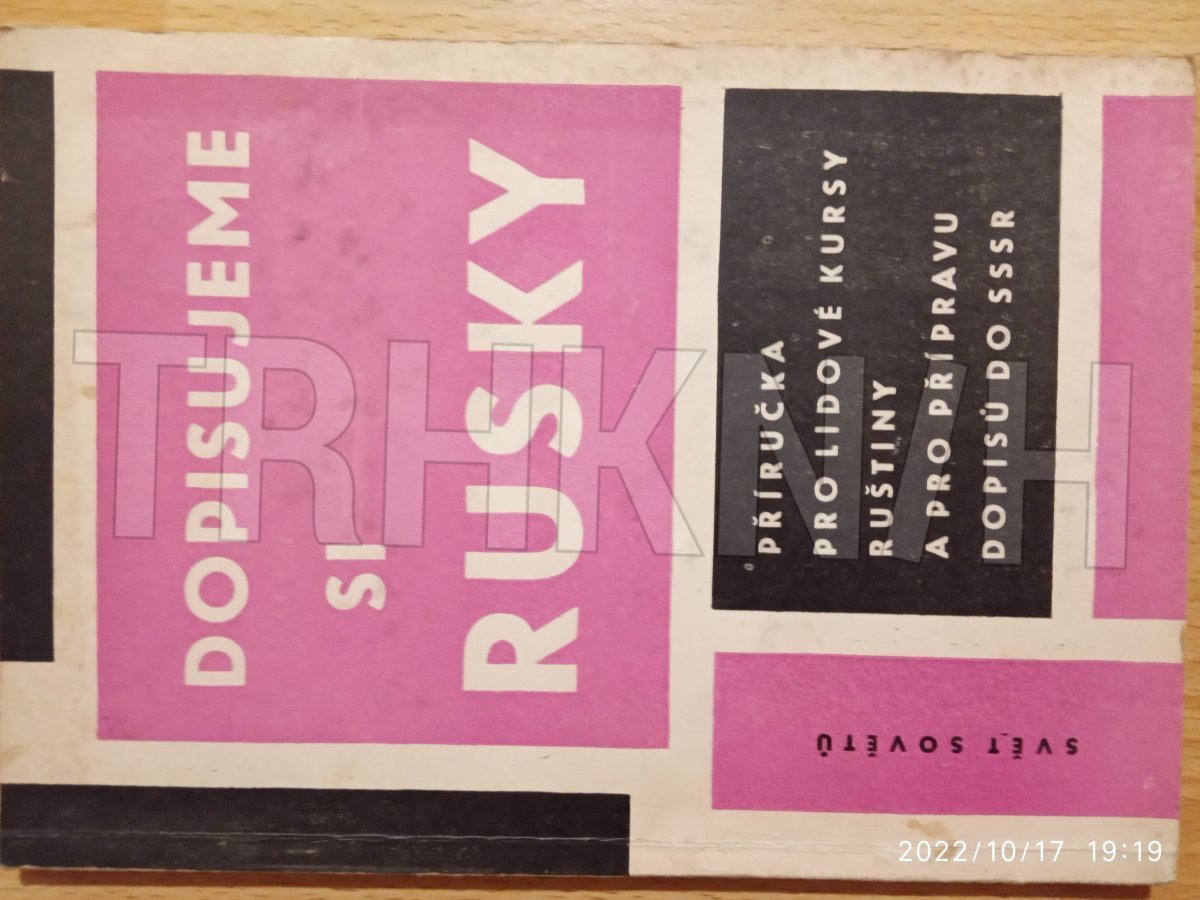 DOPISUJEME
SI
RUSKY
PŘÍRUČKA
PRO LIDOVÉ KURSY
RUŠTINY
A PRO PŘÍPRAVU
DOPISŮ DO SSSR
SVĚT SOVĚTŮ
TRHKNIH
2022/10/17 19:19